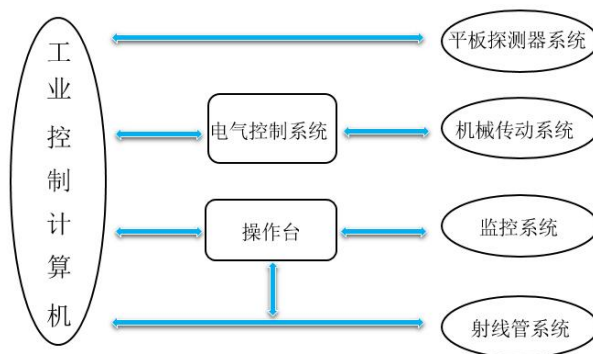 工业控制计算机
平板探测器系统
电气控制系统
机械传动系统
操作台
监控系统
射线管系统